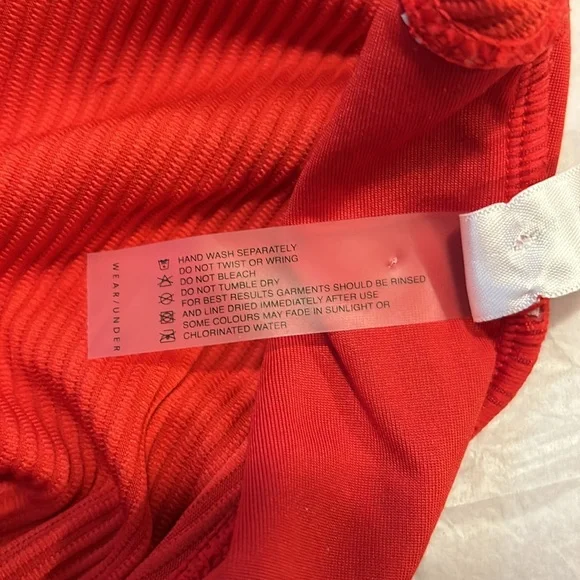 WEAR/UNDER
HAND WASH SEPARATELY
DO NOT TWIST OR WRING
DO NOT BLEACH
DO NOT TUMBLE DRY
FOR BEST RESULTS GARMENTS SHOULD BE RINSED
AND LINE DRIED IMMEDIATELY AFTER USE
SOME COLOURS MAY FADE IN SUNLIGHT OR
CHLORINATED WATER